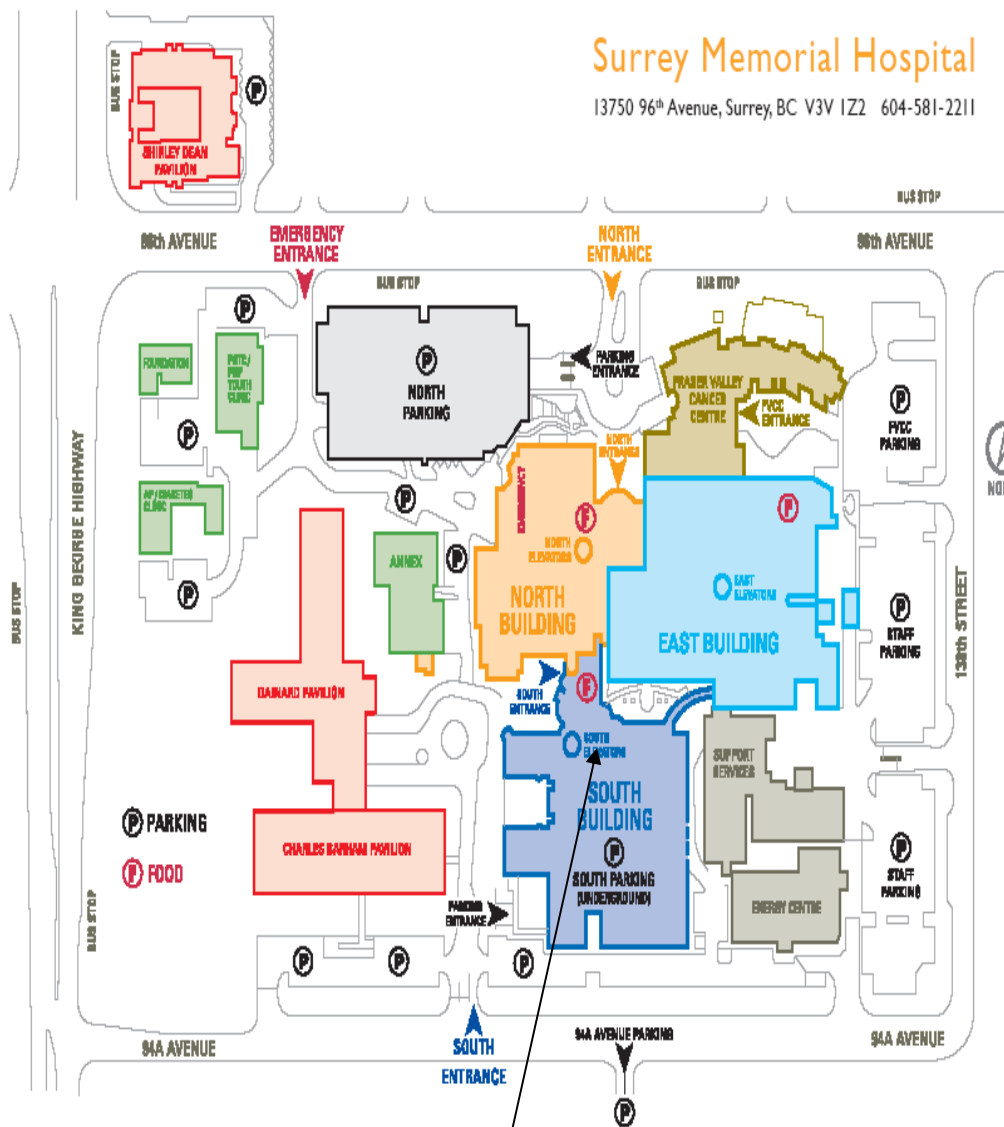 Surrey Memorial Hospital
13750 96th Avenue, Surrey, BC V3V 1Z2 604-581-2211
BUS STOP
P
SHIRLEY DEAN
PAVILION
BUS STOP
96th AVENUE
EMERGENCY
ENTRANCE
NORTH
ENTRANCE
96th AVENUE
BUS STOP
BUS STOP
P
FOUNDATION
YOUTH
CLINIC
P
NORTH
PARKING
PARKING
ENTRANCE
FRASER VALLEY
CANCER
CENTRE
FVCC
ENTRANCE
P
FVCC
PARKING
P
NORTH
ENTRANCE
KING GEORGE HIGHWAY
CLINIC
P
EMERGENCY
F
F
NORTH
ELEVATORS
ANNEX
P
P
NORTH
BUILDING
EAST
ELEVATORS
EAST BUILDING
P
STAFF
PARKING
138th STREET
BUS STOP
PAVILION
SOUTH
ENTRANCE
F
SOUTH
ELEVATORS
SUPPORT
SERVICES
SOUTH
BUILDING
P PARKING
F FOOD
CHARLES BARHAM PAVILION
P
SOUTH PARKING
(UNDERGROUND)
P
STAFF
PARKING
PARKING
ENTRANCE
ENERGY CENTRE
BUS STOP
P
P
P
94A AVENUE
SOUTH
ENTRANCE
94A AVENUE PARKING
94A AVENUE
P